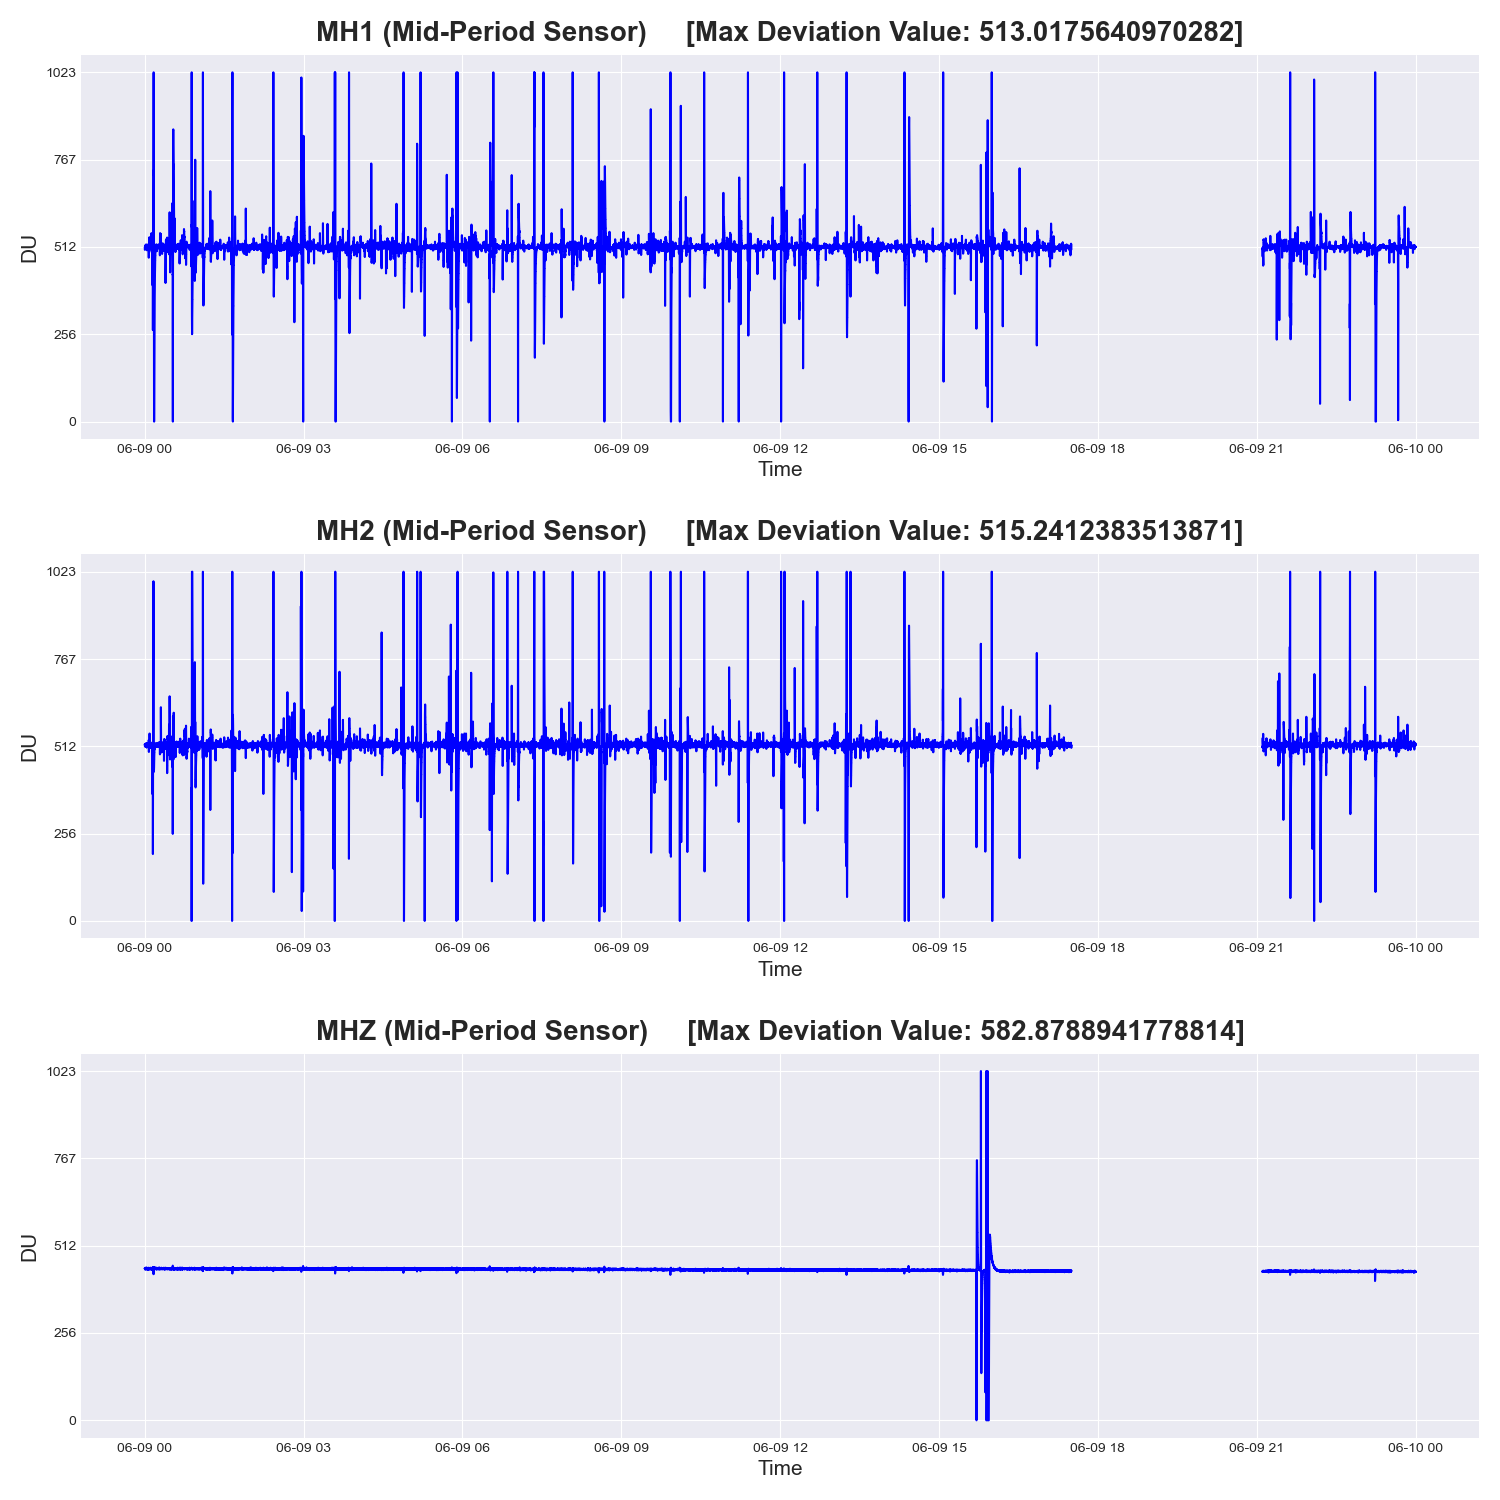 MH1 (Mid-Period Sensor) [Max Deviation Value: 513.0175640970282]
1023
767
512
256
0
DU
06-09 00 06-09 03 06-09 06 06-09 09 06-09 12 06-09 15 06-09 18 06-09 21 06-10 00
Time
MH2 (Mid-Period Sensor) [Max Deviation Value: 515.2412383513871]
1023
767
512
256
0
DU
06-09 00 06-09 03 06-09 06 06-09 09 06-09 12 06-09 15 06-09 18 06-09 21 06-10 00
Time
MHZ (Mid-Period Sensor) [Max Deviation Value: 582.8788941778814]
1023
767
512
256
0
DU
06-09 00 06-09 03 06-09 06 06-09 09 06-09 12 06-09 15 06-09 18 06-09 21 06-10 00
Time